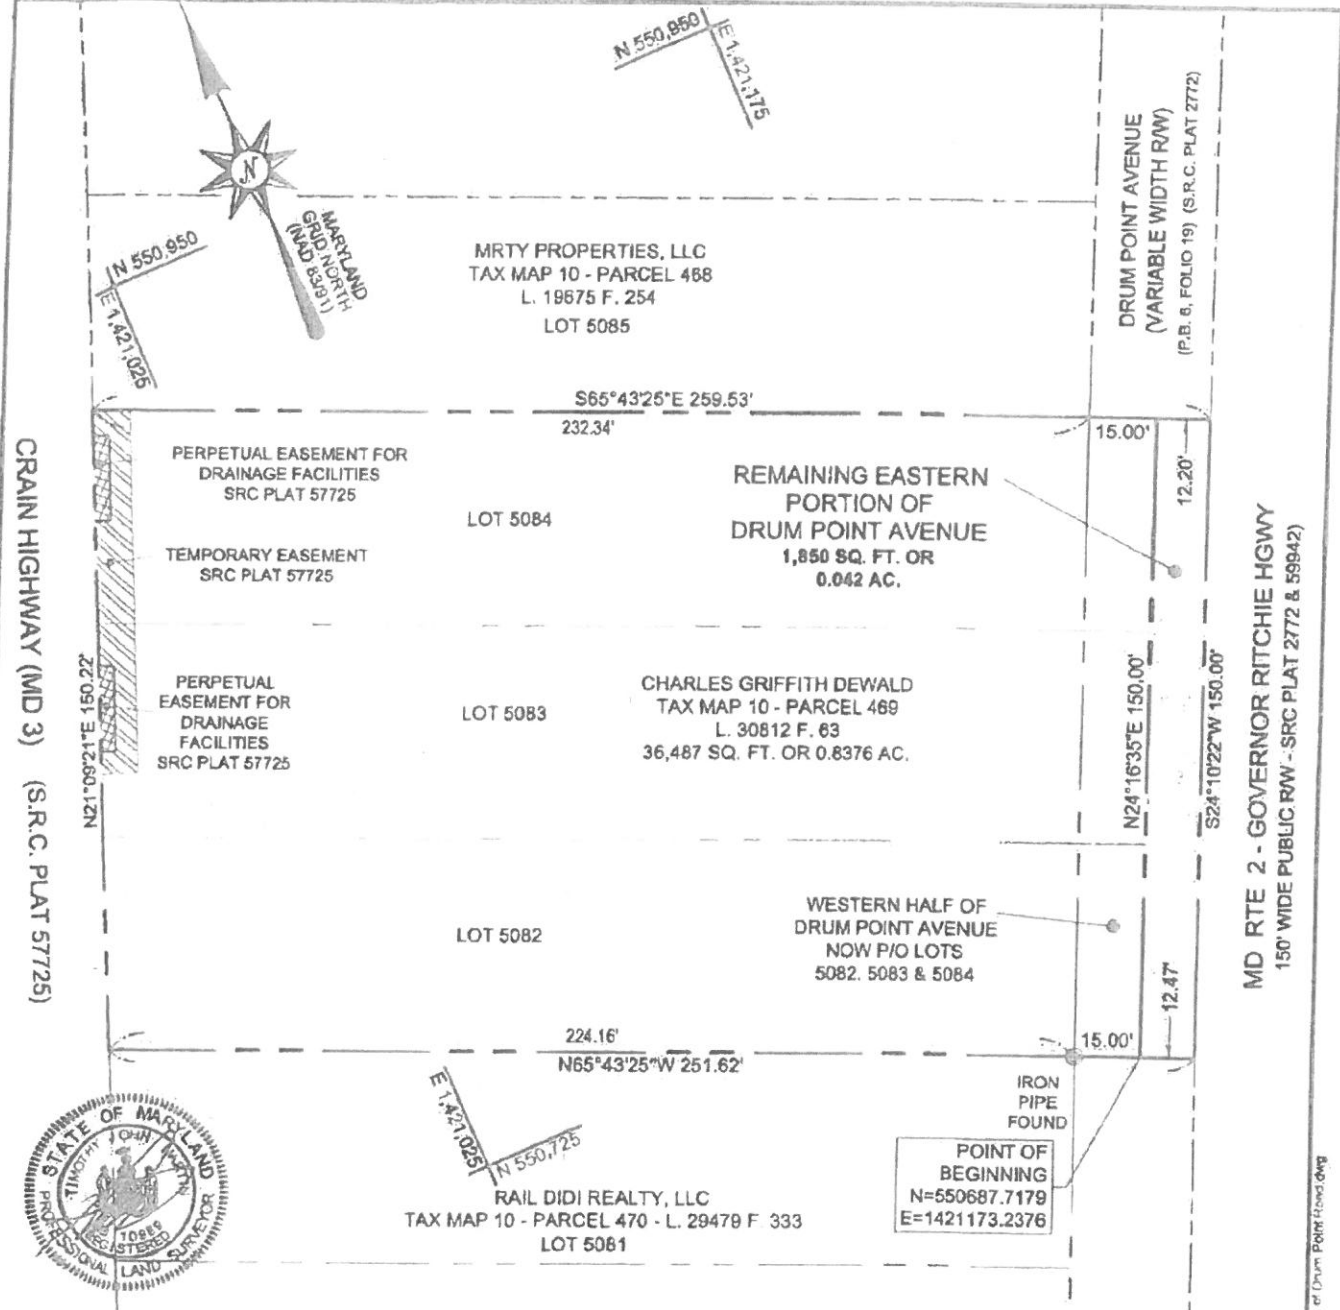 N 550,950
E 1,421,175
DRUM POINT AVENUE
(VARIABLE WIDTH R/W)
(P.B. 6, FOLIO 19) (S.R.C. PLAT 2772)
N
MARYLAND
GRID NORTH
(NAD 83/91)
N 550,950
E 1,421,025
MRTY PROPERTIES, LLC
TAX MAP 10 - PARCEL 468
L. 19675 F. 254
LOT 5085
S65°43'25"E 259.53'
232.34'
15.00'
12.20'
PERPETUAL EASEMENT FOR
DRAINAGE FACILITIES
SRC PLAT 57725
LOT 5084
REMAINING EASTERN
PORTION OF
DRUM POINT AVENUE
1,850 SQ. FT. OR
0.042 AC.
TEMPORARY EASEMENT
SRC PLAT 57725
CRAIN HIGHWAY (MD 3) (S.R.C. PLAT 57725)
N21°09'21"E 150.22'
PERPETUAL
EASEMENT FOR
DRAINAGE
FACILITIES
SRC PLAT 57725
LOT 5083
CHARLES GRIFFITH DEWALD
TAX MAP 10 - PARCEL 469
L. 30812 F. 63
36,487 SQ. FT. OR 0.8376 AC.
N24°16'35"E 150.00'
S24°10'22"W 150.00'
MD RTE 2 - GOVERNOR RITCHIE HGWY
150' WIDE PUBLIC R/W - SRC PLAT 2772 & 59942)
LOT 5082
WESTERN HALF OF
DRUM POINT AVENUE
NOW P/O LOTS
5082. 5083 & 5084
12.47'
224.16'
15.00'
N65°43'25"W 251.62'
IRON
PIPE
FOUND
E 1,421,025
N 550,725
POINT OF
BEGINNING
N=550687.7179
E=1421173.2376
RAIL DIDI REALTY, LLC
TAX MAP 10 - PARCEL 470 - L. 29479 F. 333
LOT 5081
STATE OF MARYLAND
TIMOTHY JOHN MARTIN
10989
REGISTERED
PROFESSIONAL LAND SURVEYOR
of Drum Point Road.dwg